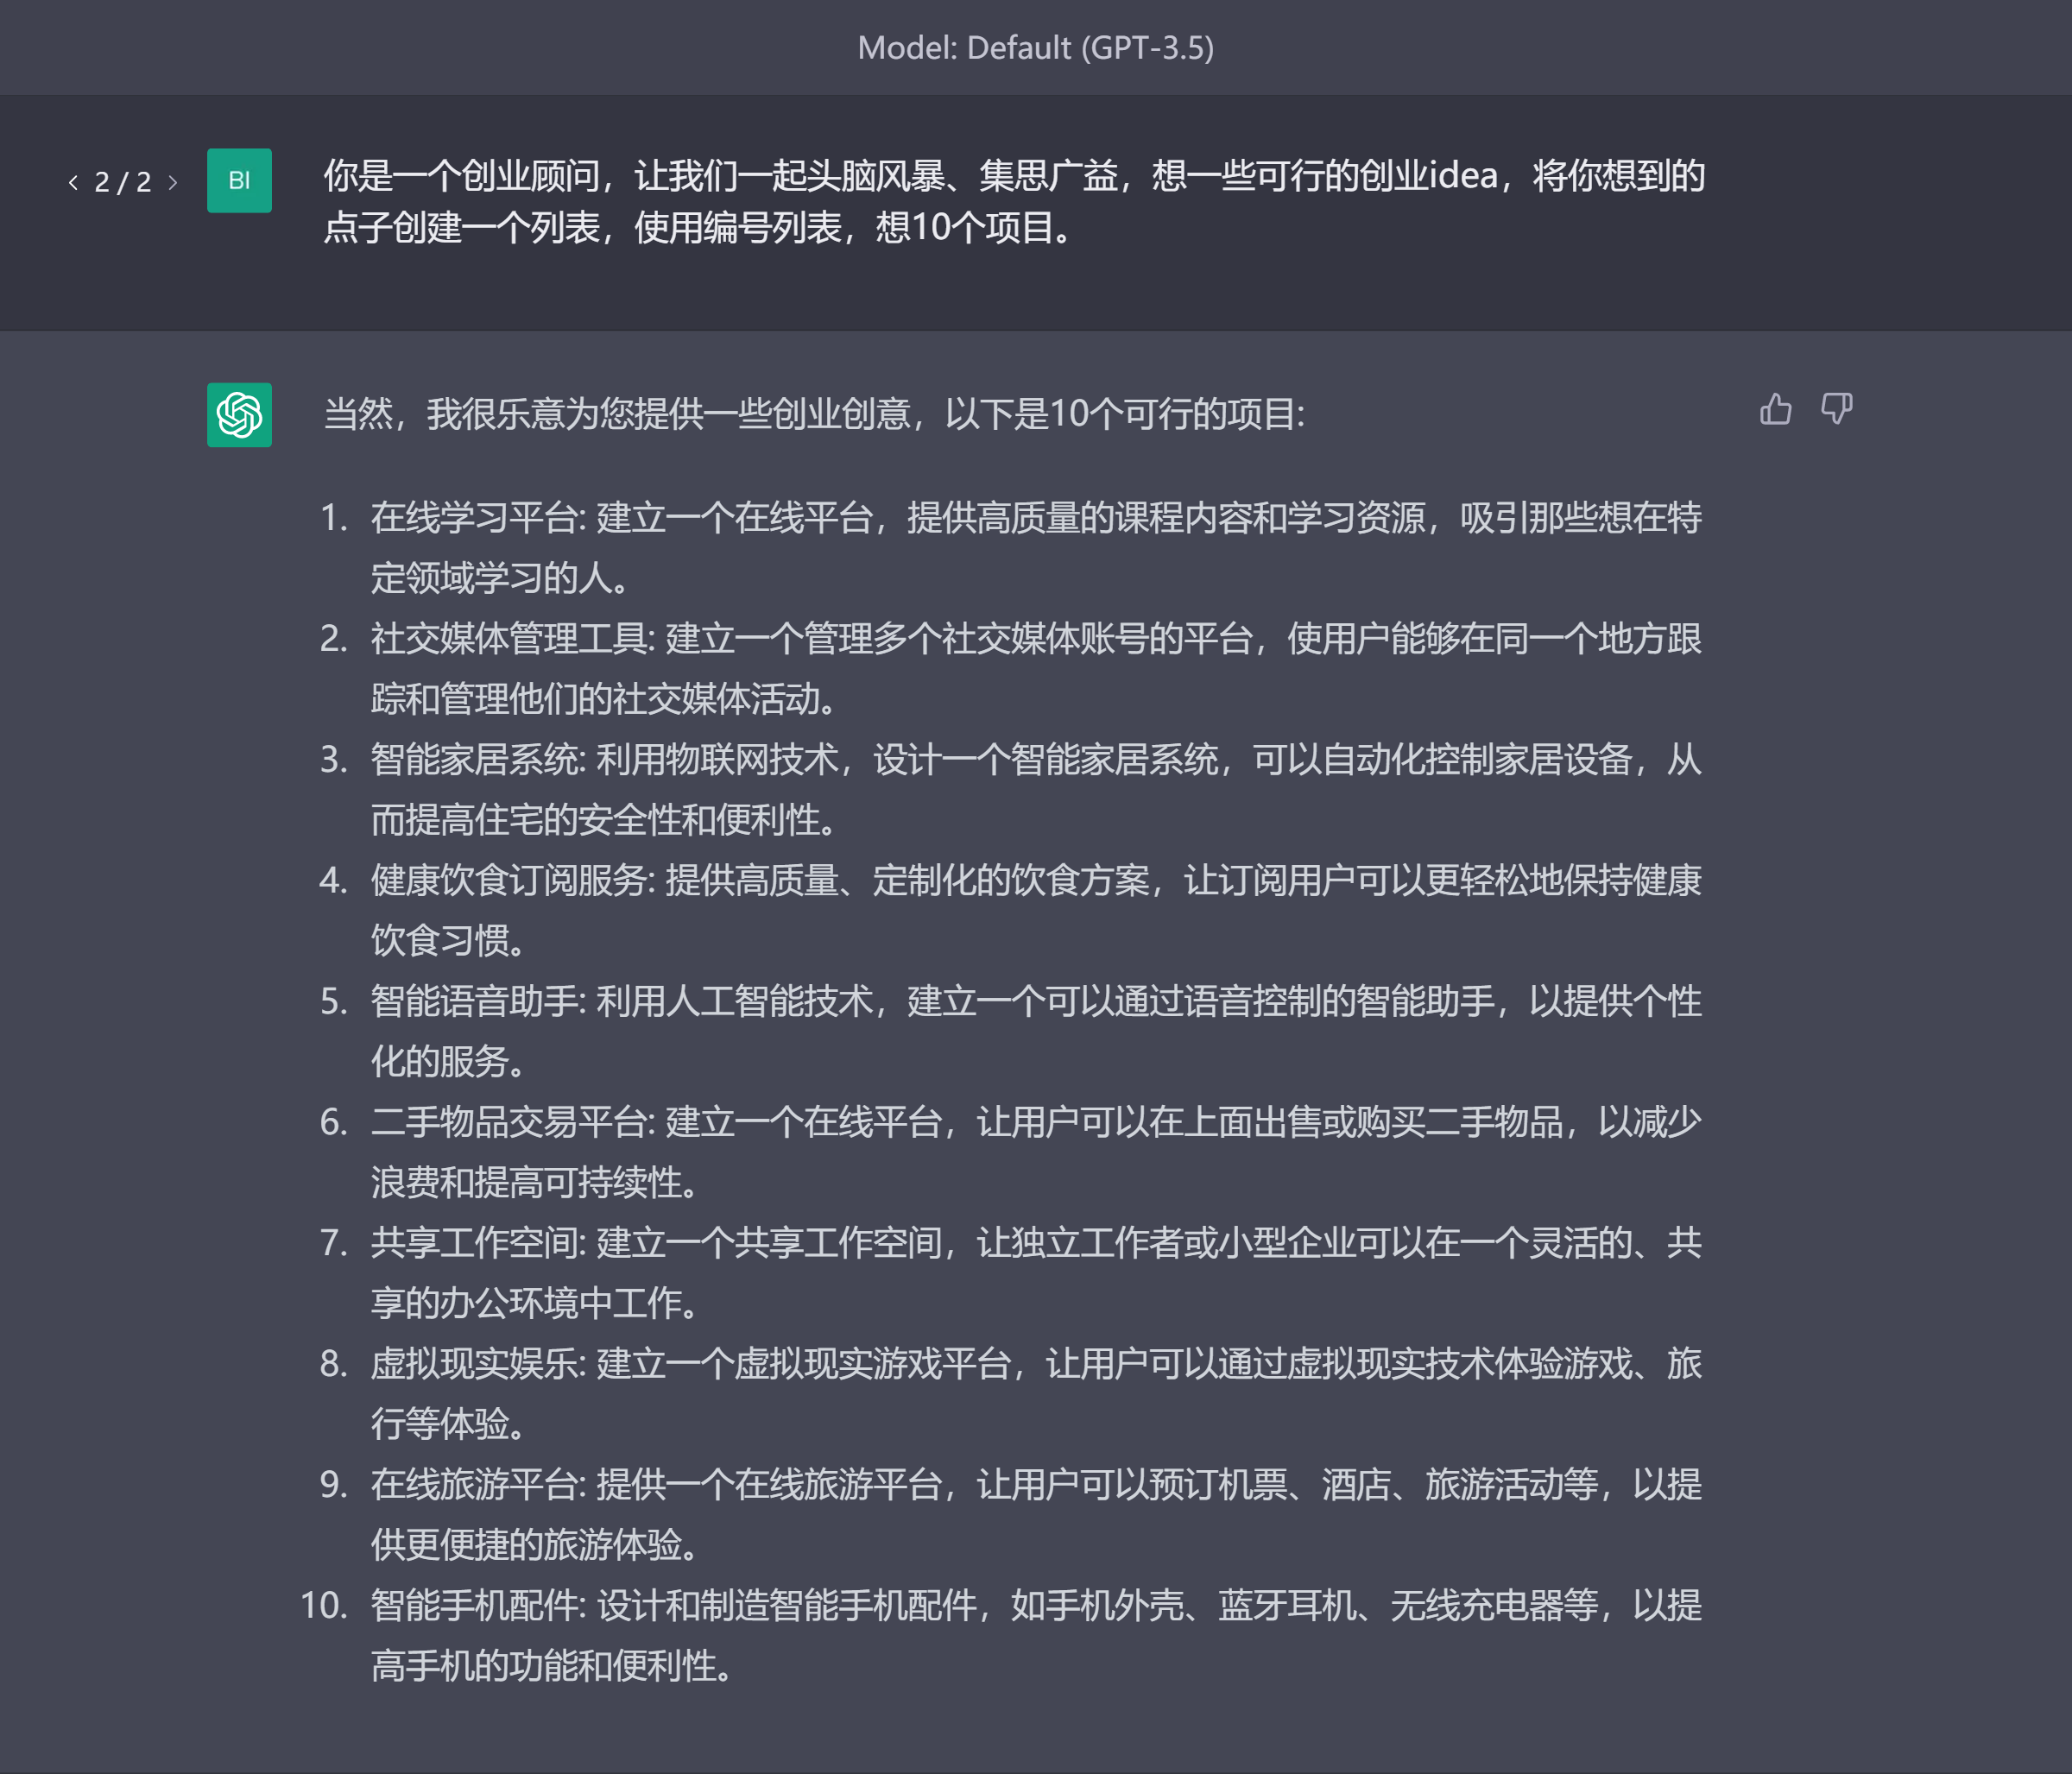 Model: Default (GPT-3.5)
2 / 2
BI
你是一个创业顾问，让我们一起头脑风暴、集思广益，想一些可行的创业idea，将你想到的
点子创建一个列表，使用编号列表，想10个项目。
当然，我很乐意为您提供一些创业创意，以下是10个可行的项目:
1. 在线学习平台: 建立一个在线平台，提供高质量的课程内容和学习资源，吸引那些想在特
定领域学习的人。
2. 社交媒体管理工具: 建立一个管理多个社交媒体账号的平台，使用户能够在同一个地方跟
踪和管理他们的社交媒体活动。
3. 智能家居系统: 利用物联网技术，设计一个智能家居系统，可以自动化控制家居设备，从
而提高住宅的安全性和便利性。
4. 健康饮食订阅服务: 提供高质量、定制化的饮食方案，让订阅用户可以更轻松地保持健康
饮食习惯。
5. 智能语音助手: 利用人工智能技术，建立一个可以通过语音控制的智能助手，以提供个性
化的服务。
6. 二手物品交易平台: 建立一个在线平台，让用户可以在上面出售或购买二手物品，以减少
浪费和提高可持续性。
7. 共享工作空间: 建立一个共享工作空间，让独立工作者或小型企业可以在一个灵活的、共
享的办公环境中工作。
8. 虚拟现实娱乐: 建立一个虚拟现实游戏平台，让用户可以通过虚拟现实技术体验游戏、旅
行等体验。
9. 在线旅游平台: 提供一个在线旅游平台，让用户可以预订机票、酒店、旅游活动等，以提
供更便捷的旅游体验。
10. 智能手机配件: 设计和制造智能手机配件，如手机外壳、蓝牙耳机、无线充电器等，以提
高手机的功能和便利性。